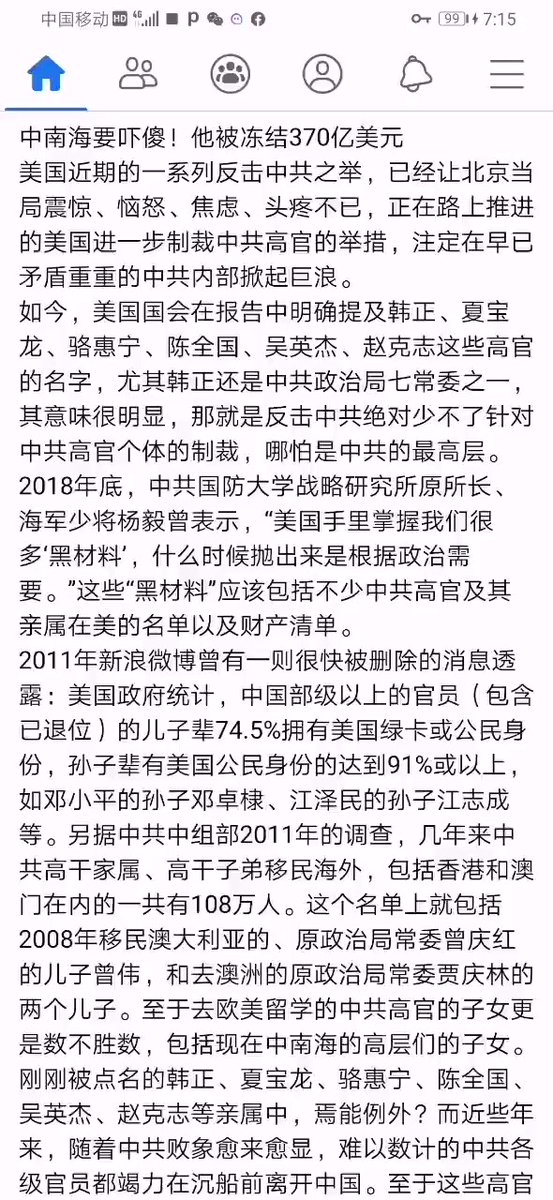 中国移动 HD 4G P 99 7:15
中南海要吓傻！他被冻结370亿美元
美国近期的一系列反击中共之举，已经让北京当
局震惊、恼怒、焦虑、头疼不已，正在路上推进
的美国进一步制裁中共高官的举措，注定在早已
矛盾重重的中共内部掀起巨浪。
如今，美国国会在报告中明确提及韩正、夏宝
龙、骆惠宁、陈全国、吴英杰、赵克志这些高官
的名字，尤其韩正还是中共政治局七常委之一，
其意味很明显，那就是反击中共绝对少不了针对
中共高官个体的制裁，哪怕是中共的最高层。
2018年底，中共国防大学战略研究所原所长、
海军少将杨毅曾表示，“美国手里掌握我们很
多‘黑材料’，什么时候抛出来是根据政治需
要。”这些“黑材料”应该包括不少中共高官及其
亲属在美的名单以及财产清单。
2011年新浪微博曾有一则很快被删除的消息透
露：美国政府统计，中国部级以上的官员（包含
已退位）的儿子辈74.5%拥有美国绿卡或公民身
份，孙子辈有美国公民身份的达到91%或以上，
如邓小平的孙子邓卓棣、江泽民的孙子江志成
等。另据中共中组部2011年的调查，几年来中
共高干家属、高干子弟移民海外，包括香港和澳
门在内的一共有108万人。这个名单上就包括
2008年移民澳大利亚的、原政治局常委曾庆红
的儿子曾伟，和去澳洲的原政治局常委贾庆林的
两个儿子。至于去欧美留学的中共高官的子女更
是数不胜数，包括现在中南海的高层们的子女。
刚刚被点名的韩正、夏宝龙、骆惠宁、陈全国、
吴英杰、赵克志等亲属中，焉能例外？而近些年
来，随着中共败象愈来愈显，难以数计的中共各
级官员都竭力在沉船前离开中国。至于这些高官